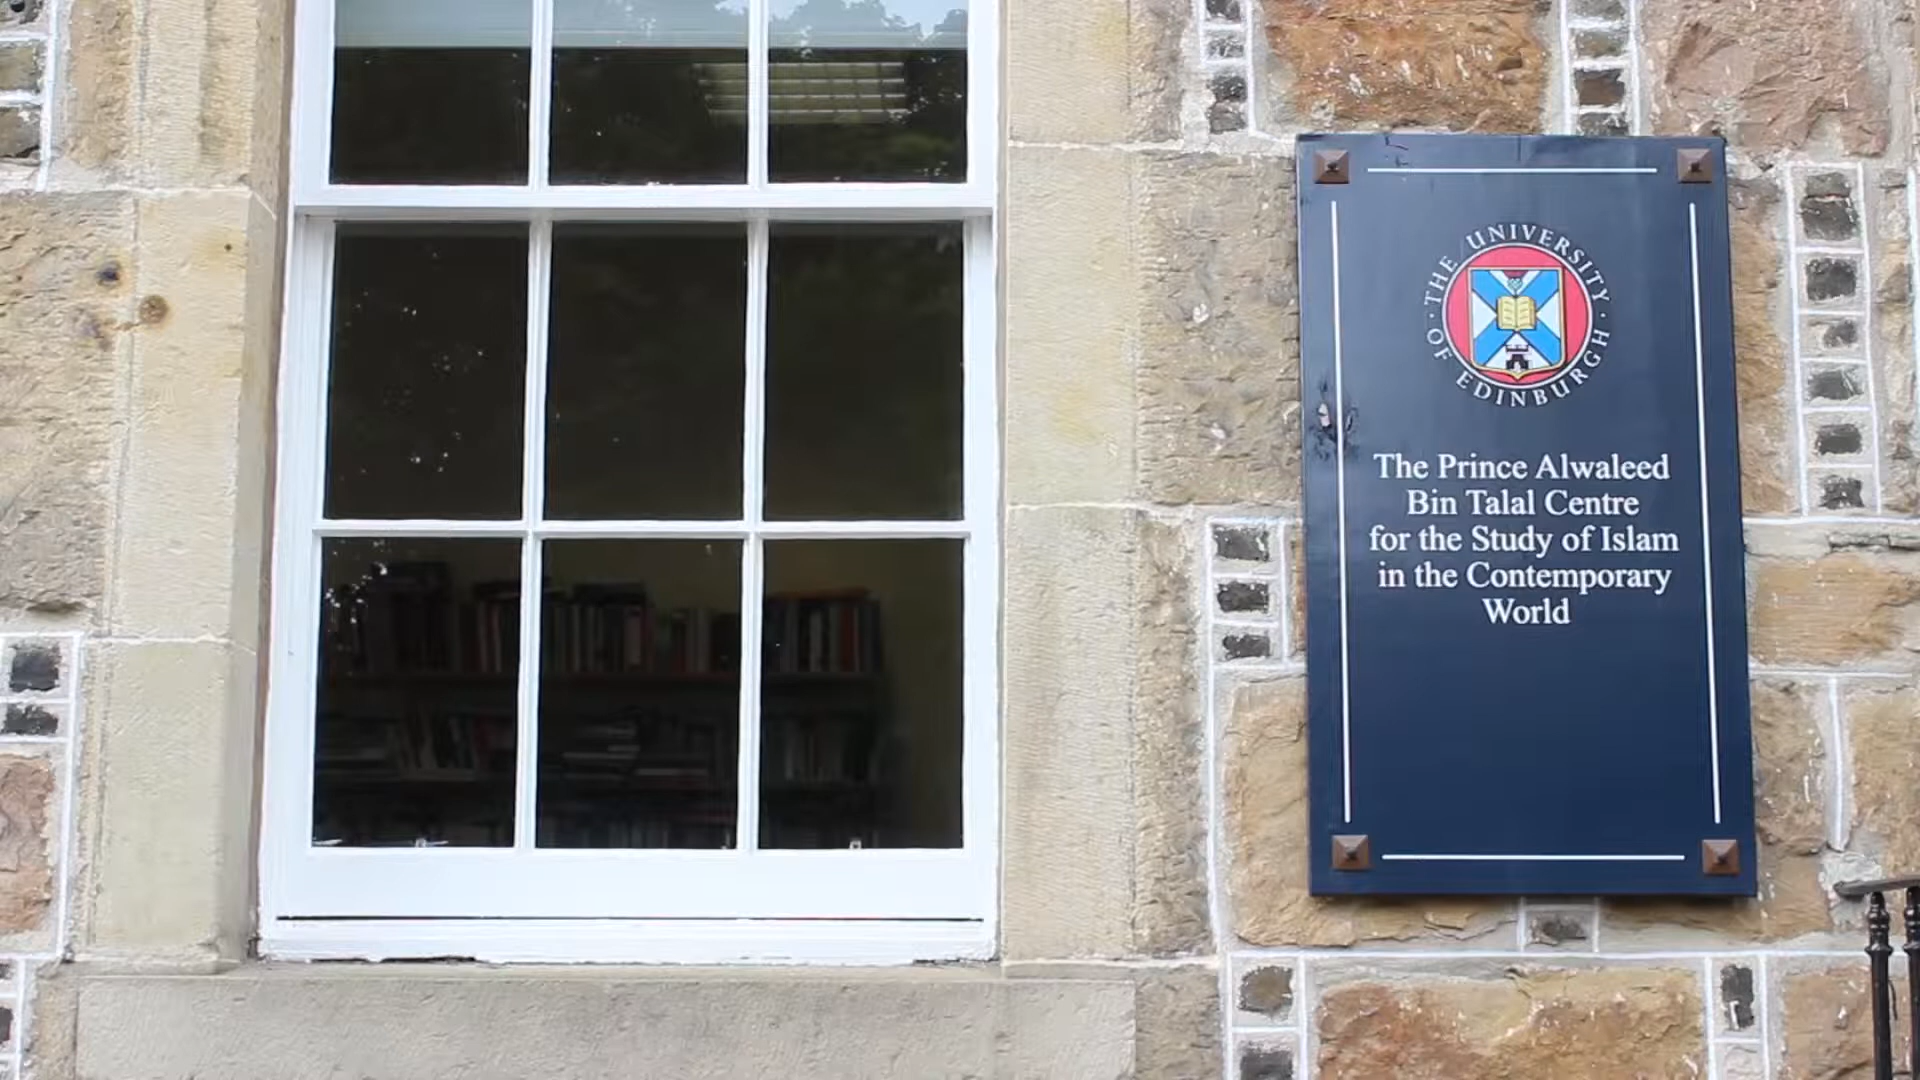 THE UNIVERSITY OF EDINBURGH
The Prince Alwaleed
Bin Talal Centre
for the Study of Islam
in the Contemporary
World